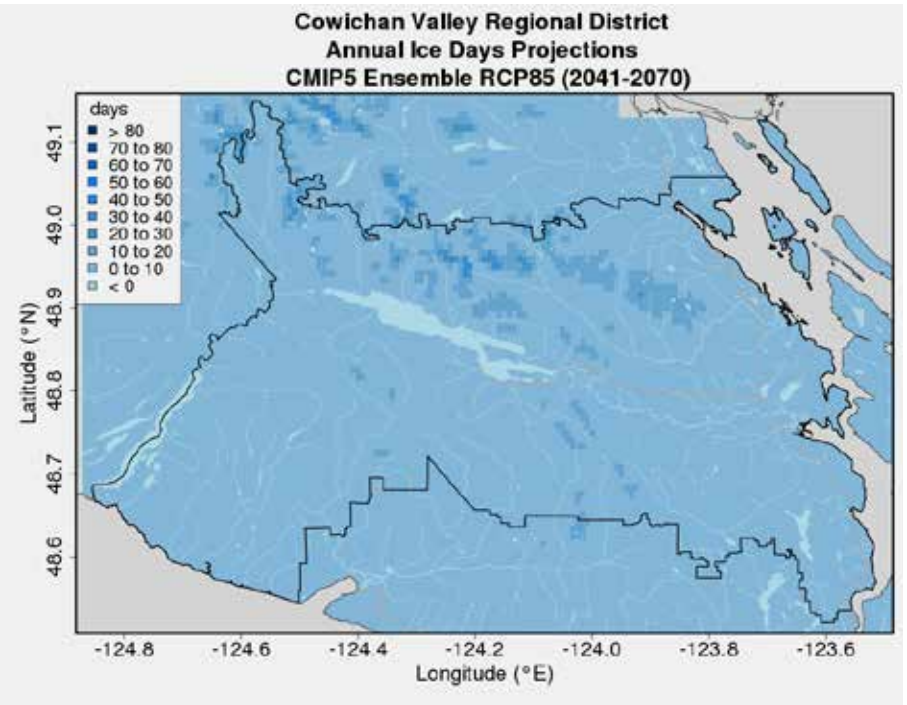 Cowichan Valley Regional District
Annual Ice Days Projections
CMIP5 Ensemble RCP85 (2041-2070)
days
> 80
70 to 80
60 to 70
50 to 60
40 to 50
30 to 40
20 to 30
10 to 20
0 to 10
< 0
Latitude (°N)
49.1
49.0
48.9
48.8
48.7
48.6
-124.8 -124.6 -124.4 -124.2 -124.0 -123.8 -123.6
Longitude (°E)